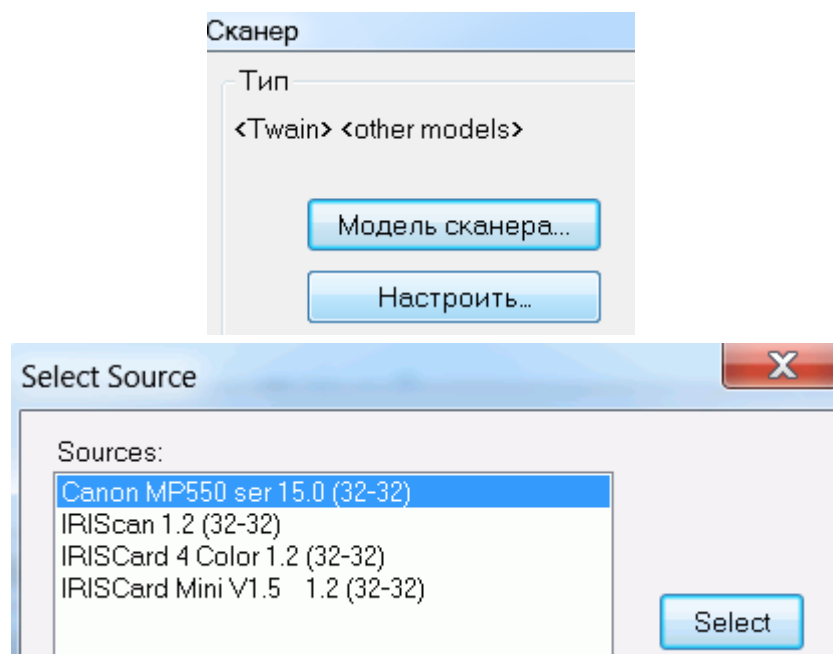 Сканер
Тип
<Twain> <other models>
Модель сканера...
Настроить...
Select Source
Sources:
Canon MP550 ser 15.0 (32-32)
IRIScan 1.2 (32-32)
IRISCard 4 Color 1.2 (32-32)
IRISCard Mini V1.5 1.2 (32-32)
Select